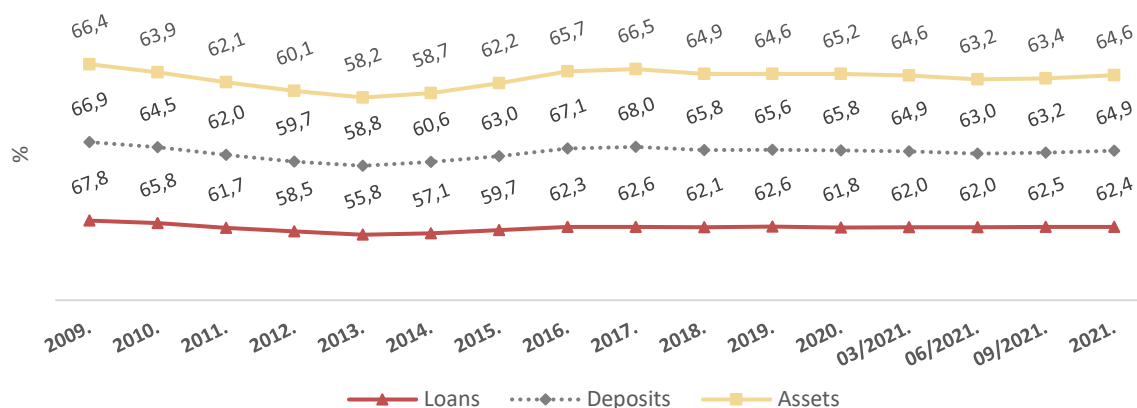 66,4 63,9 62,1 60,1 58,2 58,7 62,2 65,7 66,5 64,9 64,6 65,2 64,6 63,2 63,4 64,6
66,9 64,5 62,0 59,7 58,8 60,6 63,0 67,1 68,0 65,8 65,6 65,8 64,9 63,0 63,2 64,9
%
67,8 65,8 61,7 58,5 55,8 57,1 59,7 62,3 62,6 62,1 62,6 61,8 62,0 62,0 62,5 62,4
2009. 2010. 2011. 2012. 2013. 2014. 2015. 2016. 2017. 2018. 2019. 2020. 03/2021. 06/2021. 09/2021. 2021.
Loans Deposits Assets